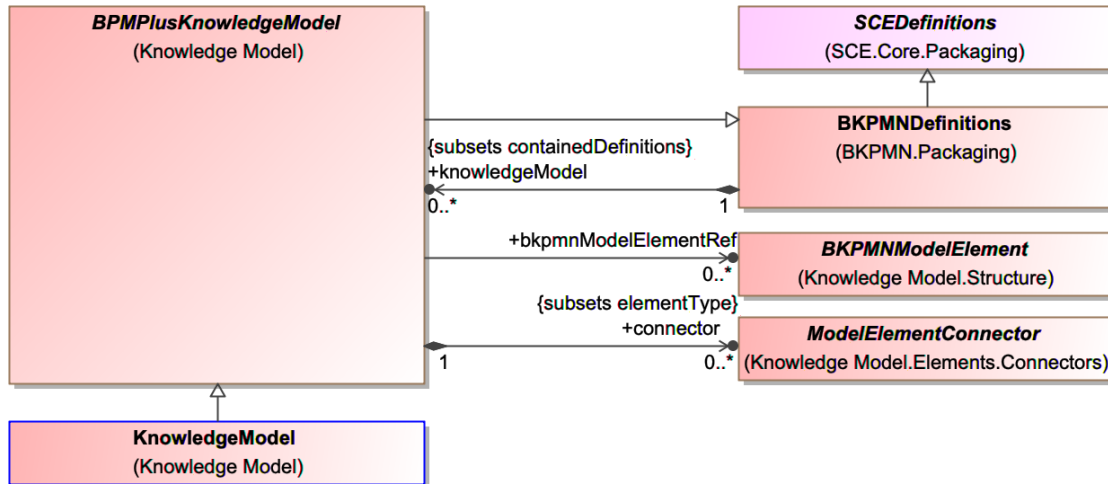 BPMPlusKnowledgeModel
(Knowledge Model)
SCEDefinitions
(SCE.Core.Packaging)
BKPMNDefinitions
(BKPMN.Packaging)
{subsets containedDefinitions}
+knowledgeModel
0..*
1
+bkpmnModelElementRef
0..*
BKPMNModelElement
(Knowledge Model.Structure)
{subsets elementType}
+connector
1
0..*
ModelElementConnector
(Knowledge Model.Elements.Connectors)
KnowledgeModel
(Knowledge Model)